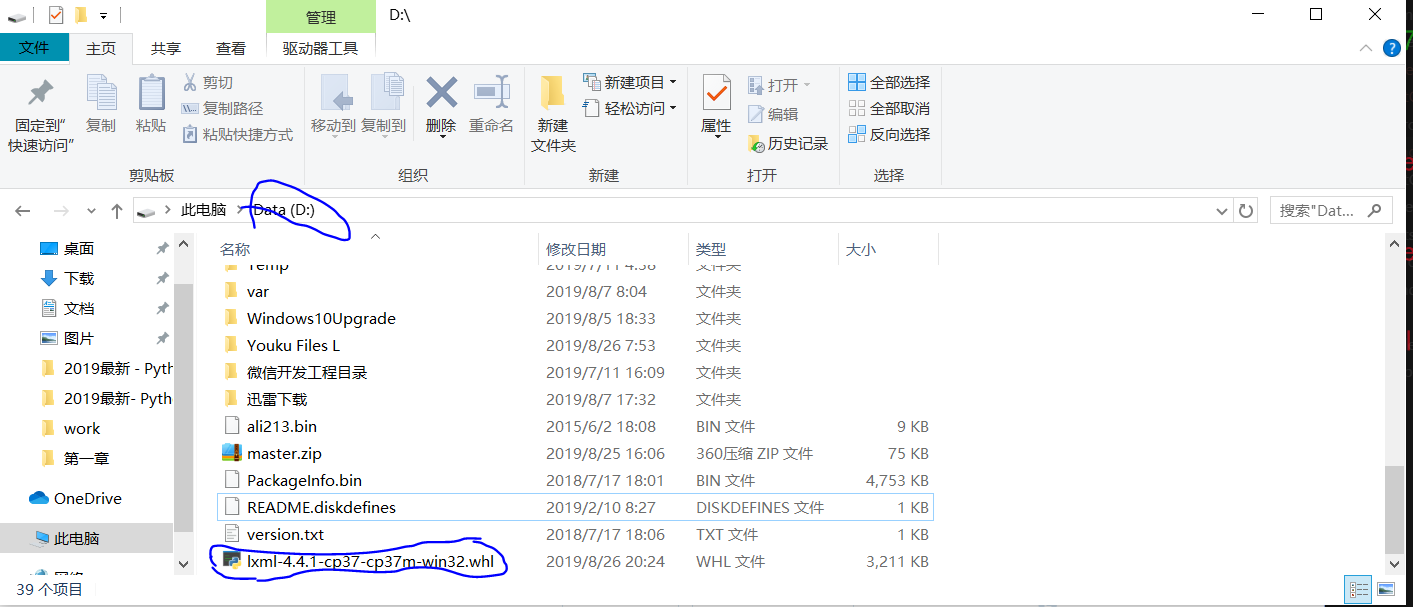 管理 D:\
文件 主页 共享 查看 驱动器工具
固定到"快速访问" 复制 粘贴 剪切 复制路径 粘贴快捷方式
移动到 复制到 删除 重命名
新建文件夹 新建项目 轻松访问
属性 打开 编辑 历史记录
全部选择 全部取消 反向选择
剪贴板 组织 新建 打开 选择
此电脑 Data (D:) 搜索"Dat...
名称 修改日期 类型 大小
桌面
下载
文档
图片
2019最新 - Pyth
2019最新- Pyth
work
第一章
OneDrive
此电脑
网络
Temp 2019/7/11 4:38 文件夹
var 2019/8/7 8:04 文件夹
Windows10Upgrade 2019/8/5 18:33 文件夹
Youku Files L 2019/8/26 7:53 文件夹
微信开发工程目录 2019/7/11 16:09 文件夹
迅雷下载 2019/8/7 17:32 文件夹
ali213.bin 2015/6/2 18:08 BIN 文件 9 KB
master.zip 2019/8/25 16:06 360压缩 ZIP 文件 75 KB
PackageInfo.bin 2018/7/17 18:01 BIN 文件 4,753 KB
README.diskdefines 2019/2/10 8:27 DISKDEFINES 文件 1 KB
version.txt 2018/7/17 18:06 TXT 文件 1 KB
lxml-4.4.1-cp37-cp37m-win32.whl 2019/8/26 20:24 WHL 文件 3,211 KB
39 个项目